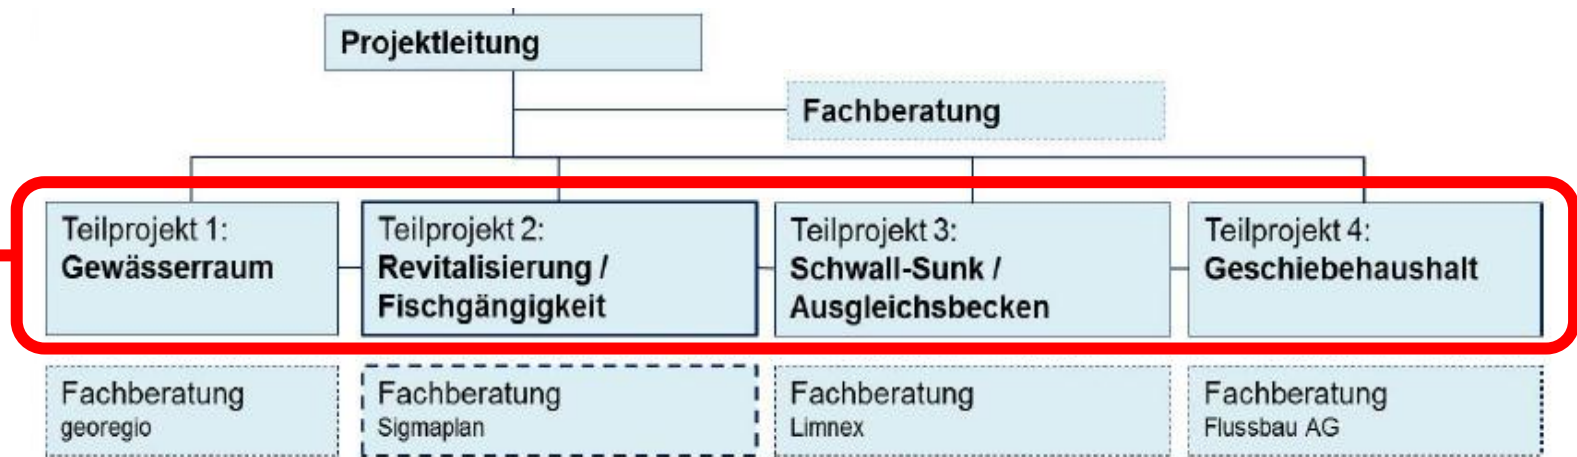 Projektleitung
Fachberatung
Teilprojekt 1:
Gewässerraum
Teilprojekt 2:
Revitalisierung /
Fischgängigkeit
Teilprojekt 3:
Schwall-Sunk /
Ausgleichsbecken
Teilprojekt 4:
Geschiebehaushalt
Fachberatung
georegio
Fachberatung
Sigmaplan
Fachberatung
Limnex
Fachberatung
Flussbau AG